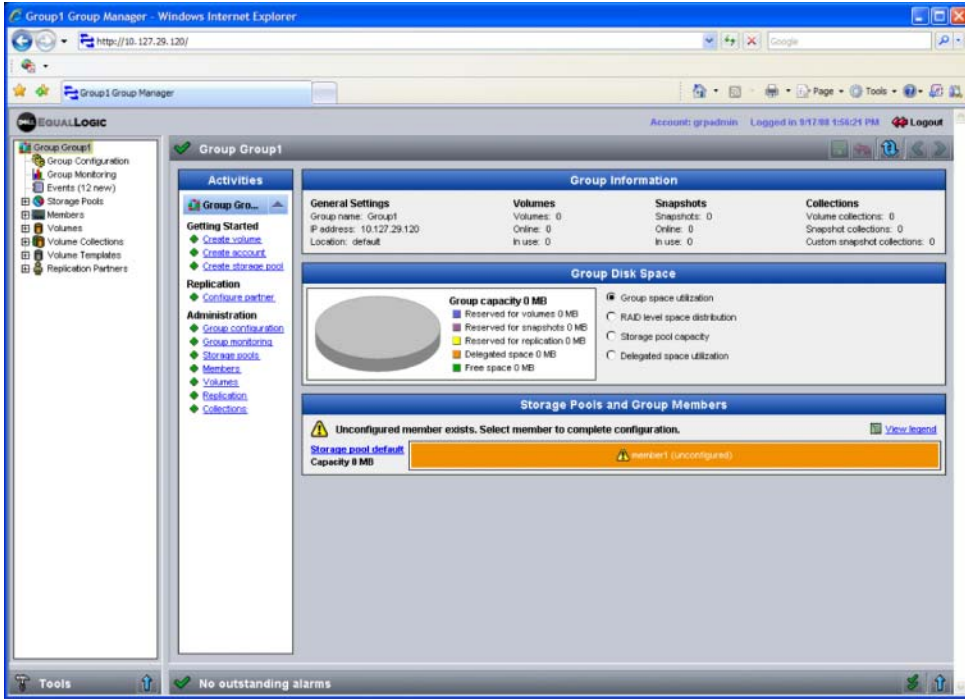 Group1 Group Manager - Windows Internet Explorer
http://10.127.29.120/
Google
Group1 Group Manager
Page
Tools
DELL
EQUALLOGIC
Account: grpadmin Logged in 9/17/08 1:56:21 PM Logout
Group Group1
Group Configuration
Group Monitoring
Events (12 new)
Storage Pools
Members
Volumes
Volume Collections
Volume Templates
Replication Partners
Group Group1
Activities
Group Gro...
Getting Started
Create volume
Create account
Create storage pool
Replication
Configure partner
Administration
Group configuration
Group monitoring
Storage pools
Members
Volumes
Replication
Collections
Group Information
General Settings
Group name: Group1
IP address: 10.127.29.120
Location: default
Volumes
Volumes: 0
Online: 0
In use: 0
Snapshots
Snapshots: 0
Online: 0
In use: 0
Collections
Volume collections: 0
Snapshot collections: 0
Custom snapshot collections: 0
Group Disk Space
Group capacity 0 MB
Reserved for volumes 0 MB
Reserved for snapshots 0 MB
Reserved for replication 0 MB
Delegated space 0 MB
Free space 0 MB
Group space utilization
RAID level space distribution
Storage pool capacity
Delegated space utilization
Storage Pools and Group Members
Unconfigured member exists. Select member to complete configuration.
View legend
Storage pool default
Capacity 0 MB
member1 (unconfigured)
Tools
No outstanding alarms